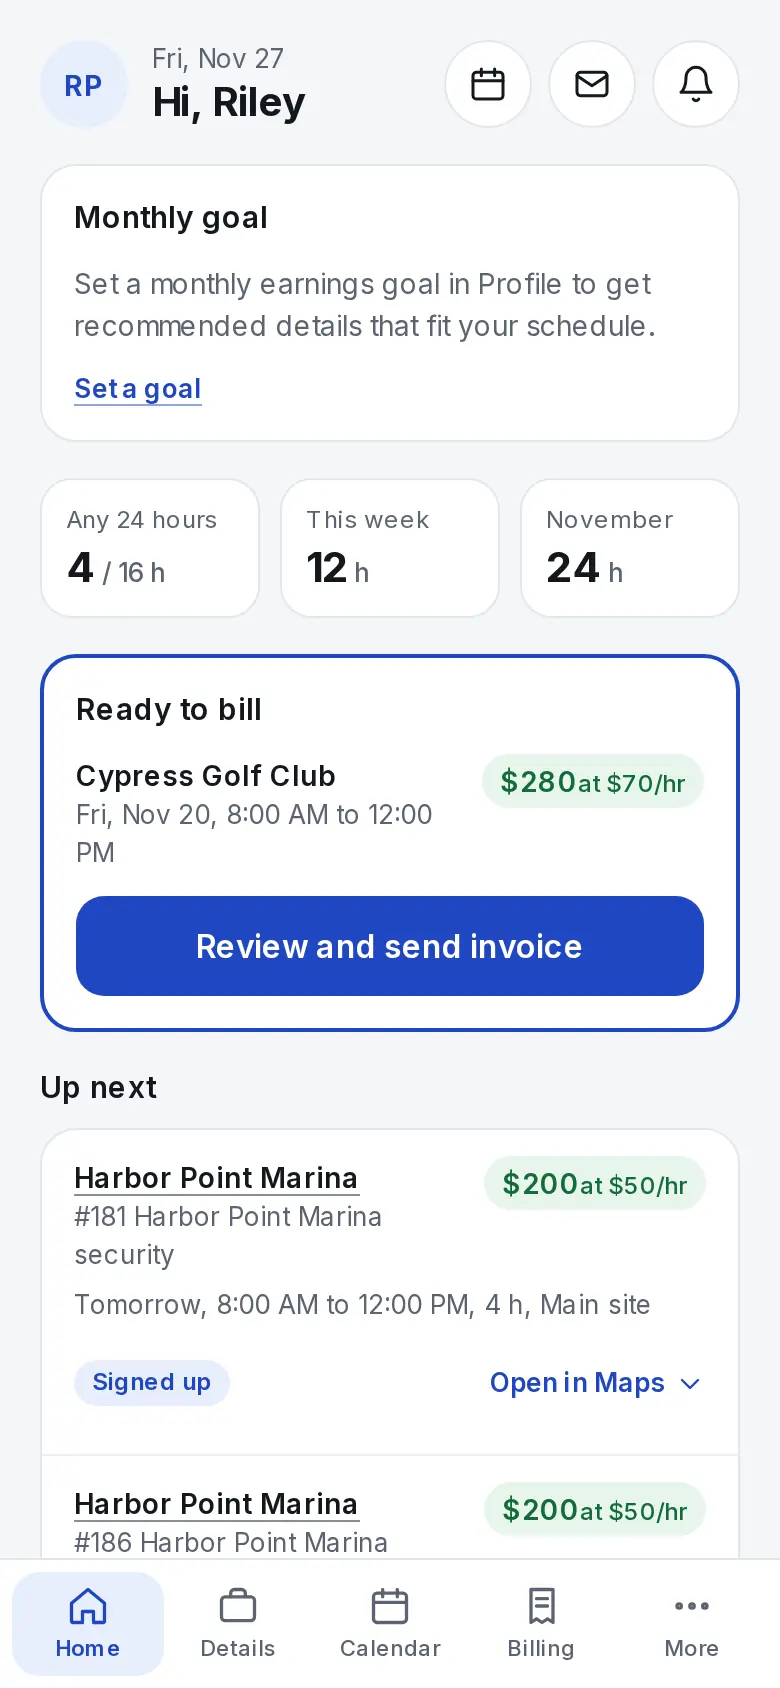 RP
Fri, Nov 27
Hi, Riley
Monthly goal
Set a monthly earnings goal in Profile to get
recommended details that fit your schedule.
Set a goal
Any 24 hours
4 / 16 h
This week
12 h
November
24 h
Ready to bill
Cypress Golf Club
$280 at $70/hr
Fri, Nov 20, 8:00 AM to 12:00
PM
Review and send invoice
Up next
Harbor Point Marina
$200 at $50/hr
#181 Harbor Point Marina
security
Tomorrow, 8:00 AM to 12:00 PM, 4 h, Main site
Signed up
Open in Maps
Harbor Point Marina
$200 at $50/hr
#186 Harbor Point Marina
Home
Details
Calendar
Billing
More